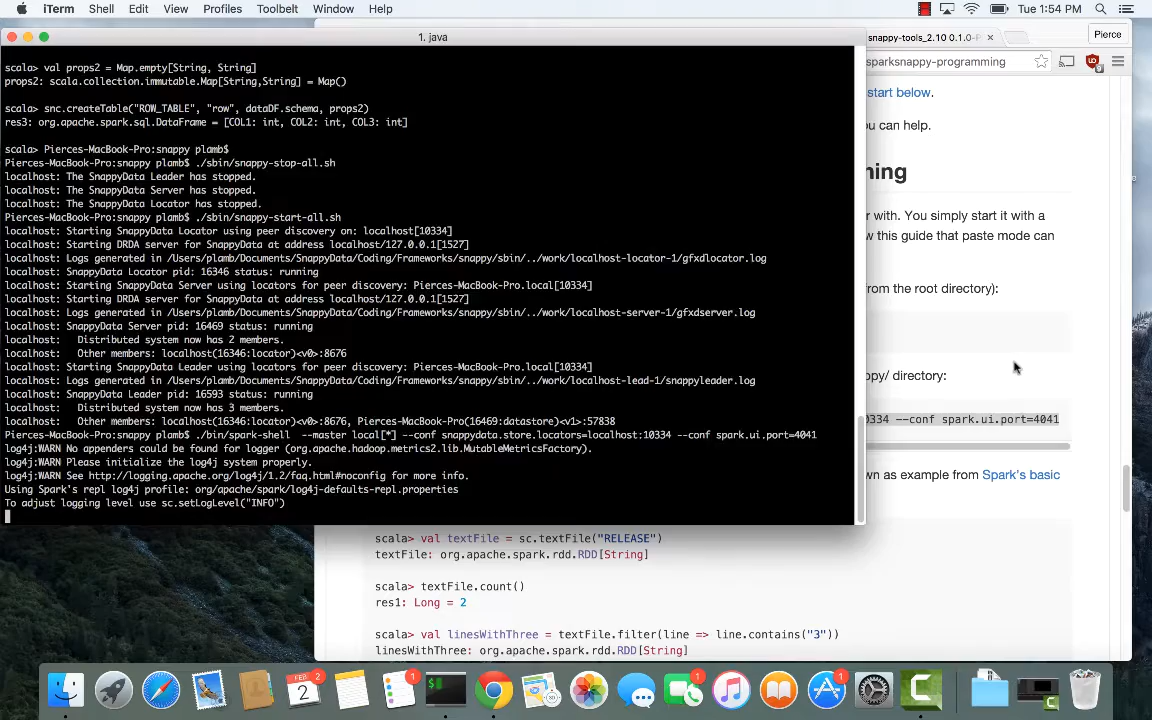 iTerm Shell Edit View Profiles Toolbelt Window Help Tue 1:54 PM
1. java
snappy-tools_2.10 0.1.0-P
Pierce
sparksnappy-programming
scala> val props2 = Map.empty[String, String]
props2: scala.collection.immutable.Map[String,String] = Map()
scala> snc.createTable("ROW_TABLE", "row", dataDF.schema, props2)
res3: org.apache.spark.sql.DataFrame = [COL1: int, COL2: int, COL3: int]
scala> Pierces-MacBook-Pro:snappy plamb$
Pierces-MacBook-Pro:snappy plamb$ ./sbin/snappy-stop-all.sh
localhost: The SnappyData Leader has stopped.
localhost: The SnappyData Server has stopped.
localhost: The SnappyData Locator has stopped.
Pierces-MacBook-Pro:snappy plamb$ ./sbin/snappy-start-all.sh
localhost: Starting SnappyData Locator using peer discovery on: localhost[10334]
localhost: Starting DRDA server for SnappyData at address localhost/127.0.0.1[1527]
localhost: Logs generated in /Users/plamb/Documents/SnappyData/Coding/Frameworks/snappy/sbin/../work/localhost-locator-1/gfxdlocator.log
localhost: SnappyData Locator pid: 16346 status: running
localhost: Starting SnappyData Server using locators for peer discovery: Pierces-MacBook-Pro.local[10334]
localhost: Starting DRDA server for SnappyData at address localhost/127.0.0.1[1527]
localhost: Logs generated in /Users/plamb/Documents/SnappyData/Coding/Frameworks/snappy/sbin/../work/localhost-server-1/gfxdserver.log
localhost: SnappyData Server pid: 16469 status: running
localhost:   Distributed system now has 2 members.
localhost:   Other members: localhost(16346:locator)<v0>:8676
localhost: Starting SnappyData Leader using locators for peer discovery: Pierces-MacBook-Pro.local[10334]
localhost: Logs generated in /Users/plamb/Documents/SnappyData/Coding/Frameworks/snappy/sbin/../work/localhost-lead-1/snappyleader.log
localhost: SnappyData Leader pid: 16593 status: running
localhost:   Distributed system now has 3 members.
localhost:   Other members: localhost(16346:locator)<v0>:8676, Pierces-MacBook-Pro(16469:datastore)<v1>:57838
Pierces-MacBook-Pro:snappy plamb$ ./bin/spark-shell  --master local[*] --conf snappydata.store.locators=localhost:10334 --conf spark.ui.port=4041
log4j:WARN No appenders could be found for logger (org.apache.hadoop.metrics2.lib.MutableMetricsFactory).
log4j:WARN Please initialize the log4j system properly.
log4j:WARN See http://logging.apache.org/log4j/1.2/faq.html#noconfig for more info.
Using Spark's repl log4j profile: org/apache/spark/log4j-defaults-repl.properties
To adjust logging level use sc.setLogLevel("INFO")
start below.
ou can help.
ning
r with. You simply start it with a
w this guide that paste mode can
from the root directory):
ppy/ directory:
0334 --conf spark.ui.port=4041
wn as example from Spark's basic
scala> val textFile = sc.textFile("RELEASE")
textFile: org.apache.spark.rdd.RDD[String]
scala> textFile.count()
res1: Long = 2
scala> val linesWithThree = textFile.filter(line => line.contains("3"))
linesWithThree: org.apache.spark.rdd.RDD[String]
FEB
2
2
1
1
1